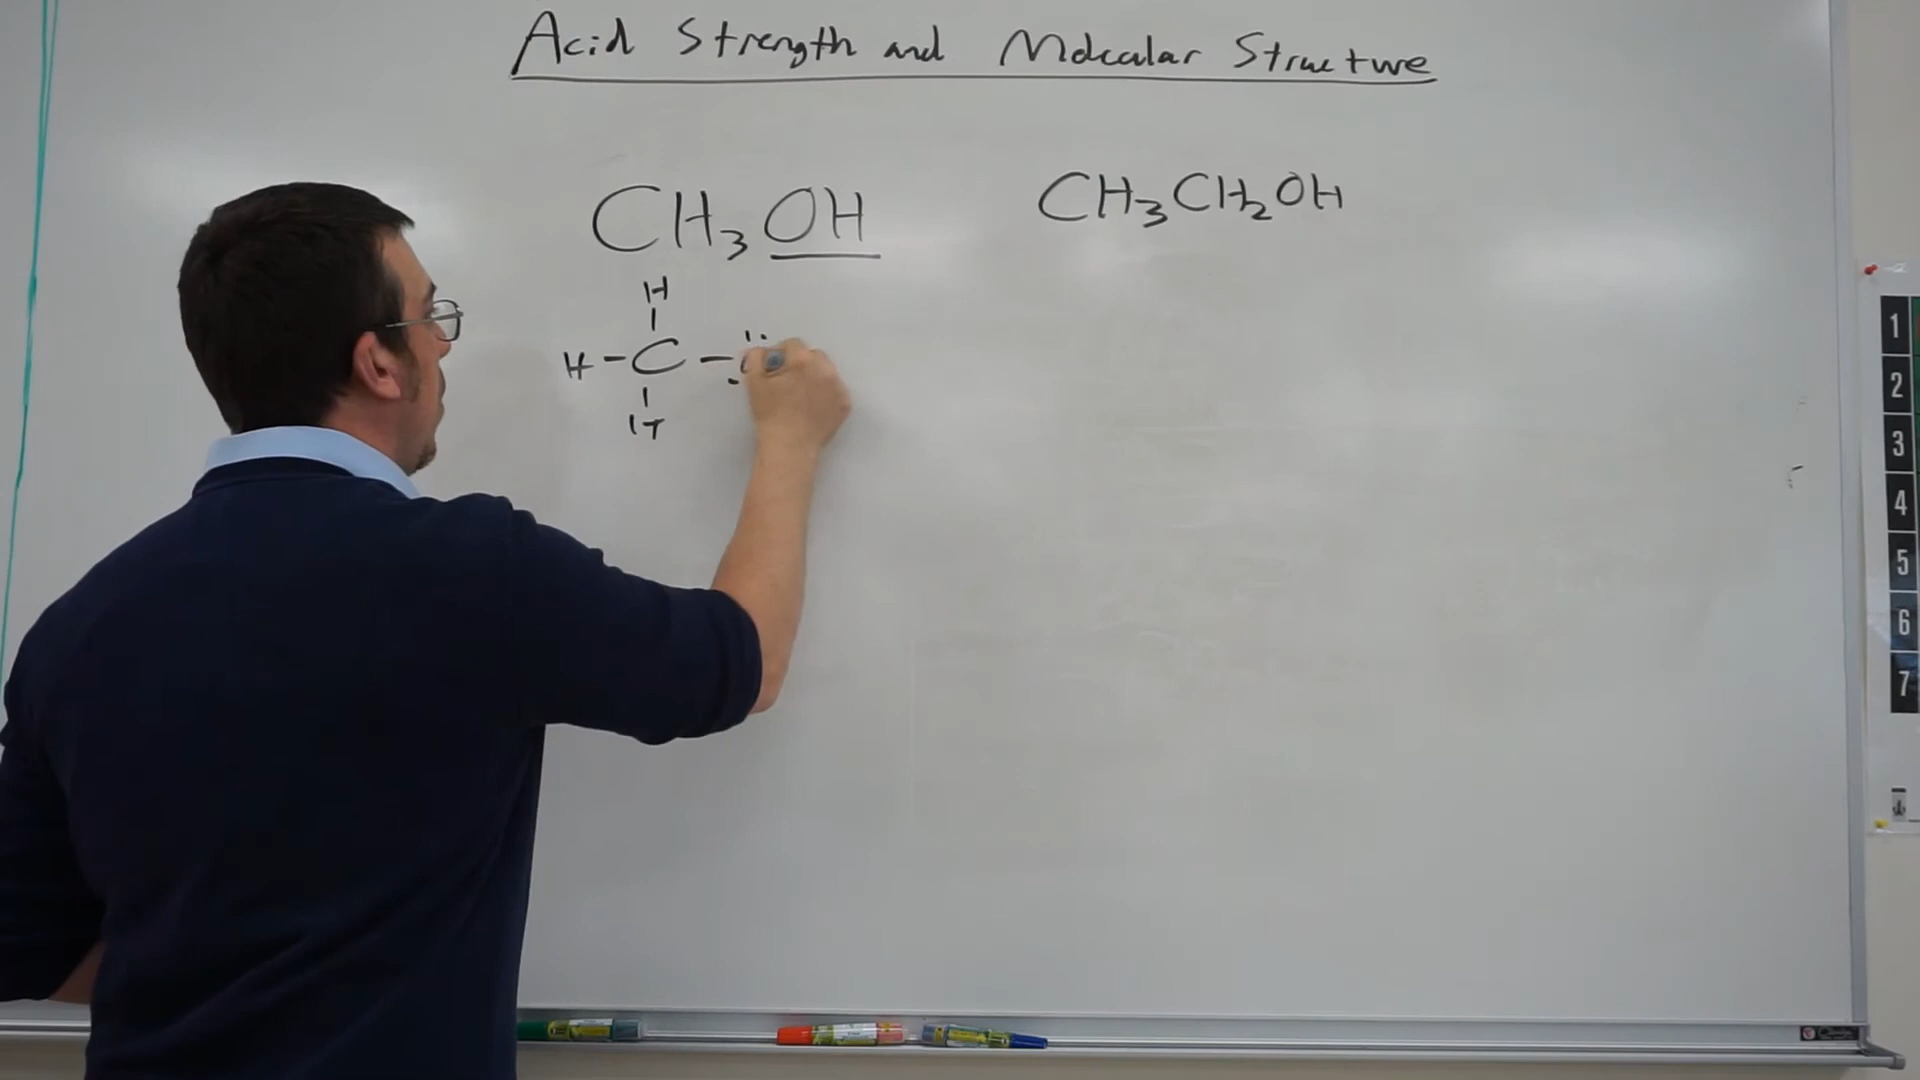 Acid Strength and Molecular Structure
CH₃OH CH₃CH₂OH
H
H - C -
H
1
2
3
4
5
6
7